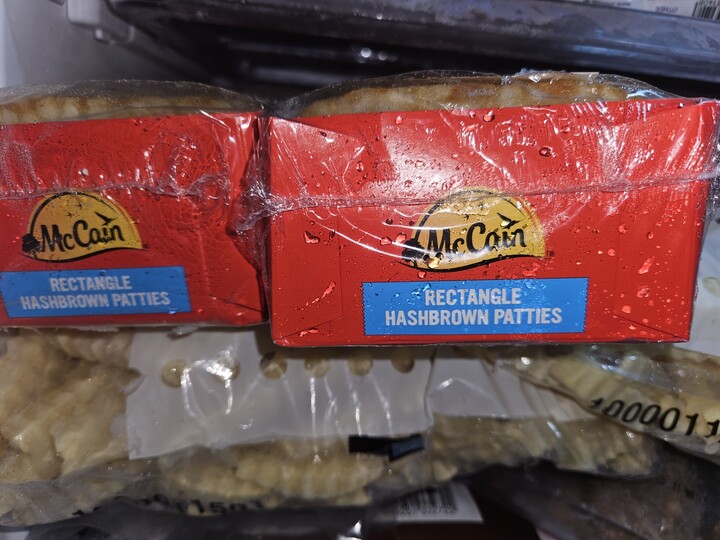 McCain
RECTANGLE
HASHBROWN PATTIES
McCain
RECTANGLE
HASHBROWN PATTIES